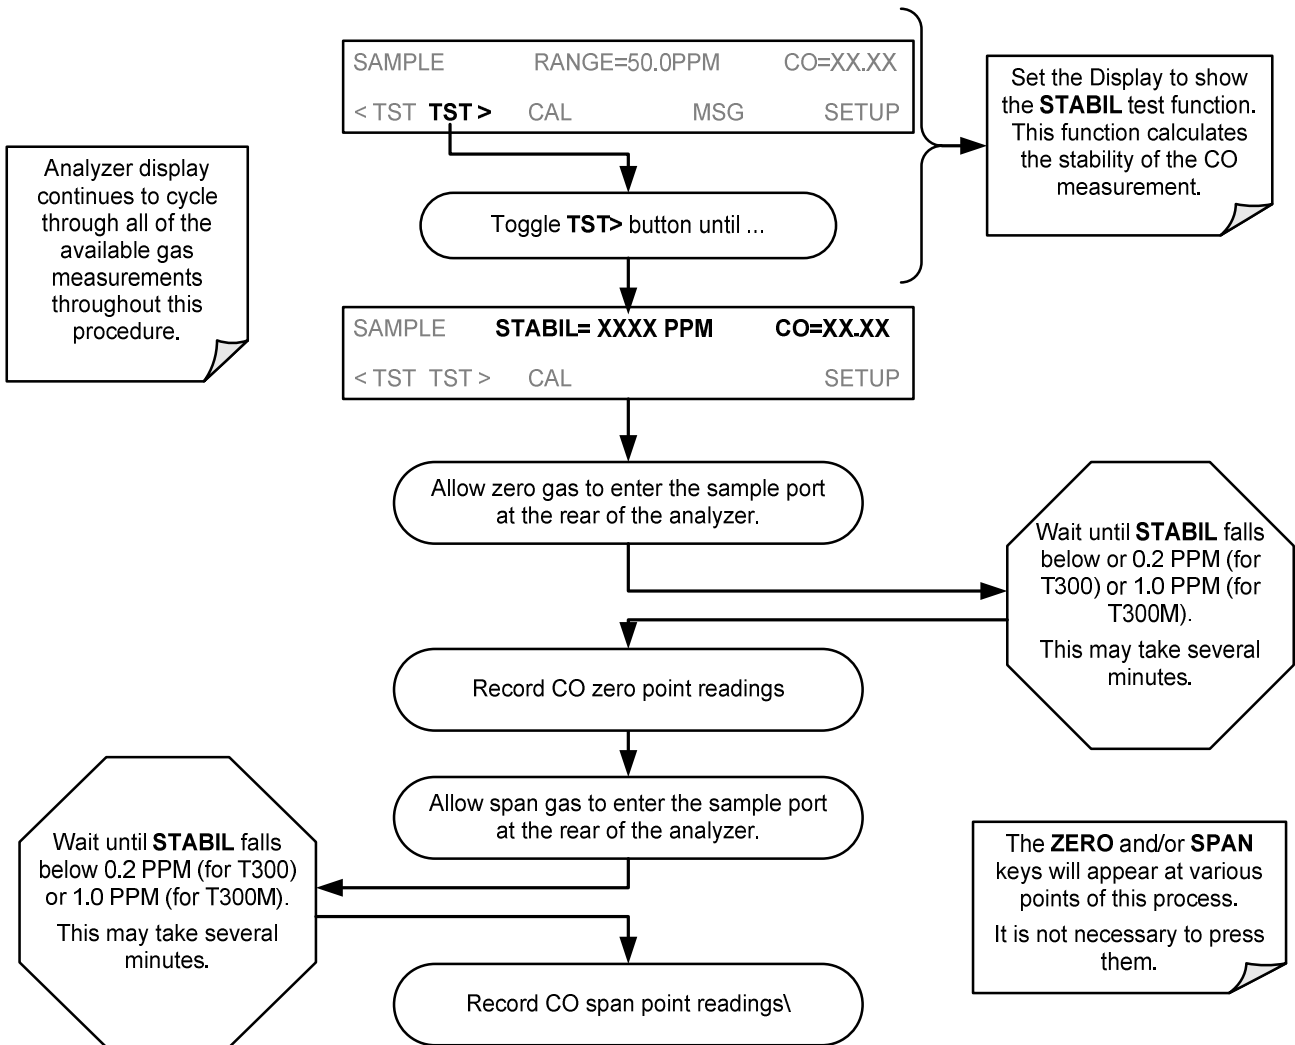 SAMPLE RANGE=50.0PPM CO=XX.XX
< TST TST > CAL MSG SETUP
Set the Display to show
the STABIL test function.
This function calculates
the stability of the CO
measurement.
Analyzer display
continues to cycle
through all of the
available gas
measurements
throughout this
procedure.
Toggle TST> button until ...
SAMPLE STABIL= XXXX PPM CO=XX.XX
< TST TST > CAL SETUP
Allow zero gas to enter the sample port
at the rear of the analyzer.
Wait until STABIL falls
below or 0.2 PPM (for
T300) or 1.0 PPM (for
T300M).
This may take several
minutes.
Record CO zero point readings
Allow span gas to enter the sample port
at the rear of the analyzer.
Wait until STABIL falls
below 0.2 PPM (for T300)
or 1.0 PPM (for T300M).
This may take several
minutes.
The ZERO and/or SPAN
keys will appear at various
points of this process.
It is not necessary to press
them.
Record CO span point readings\